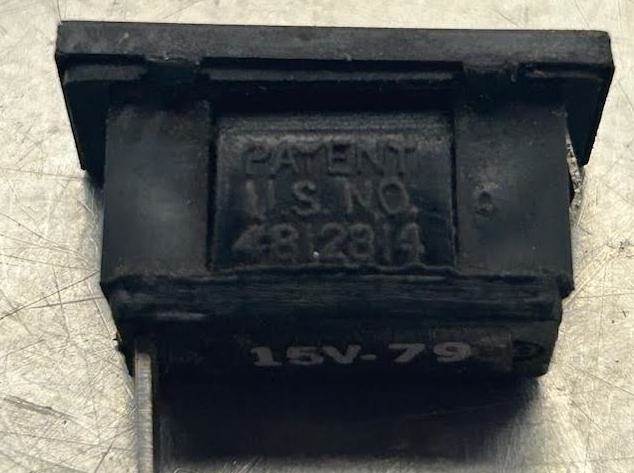 PATENT
U.S. NO.
4812814
15V-79